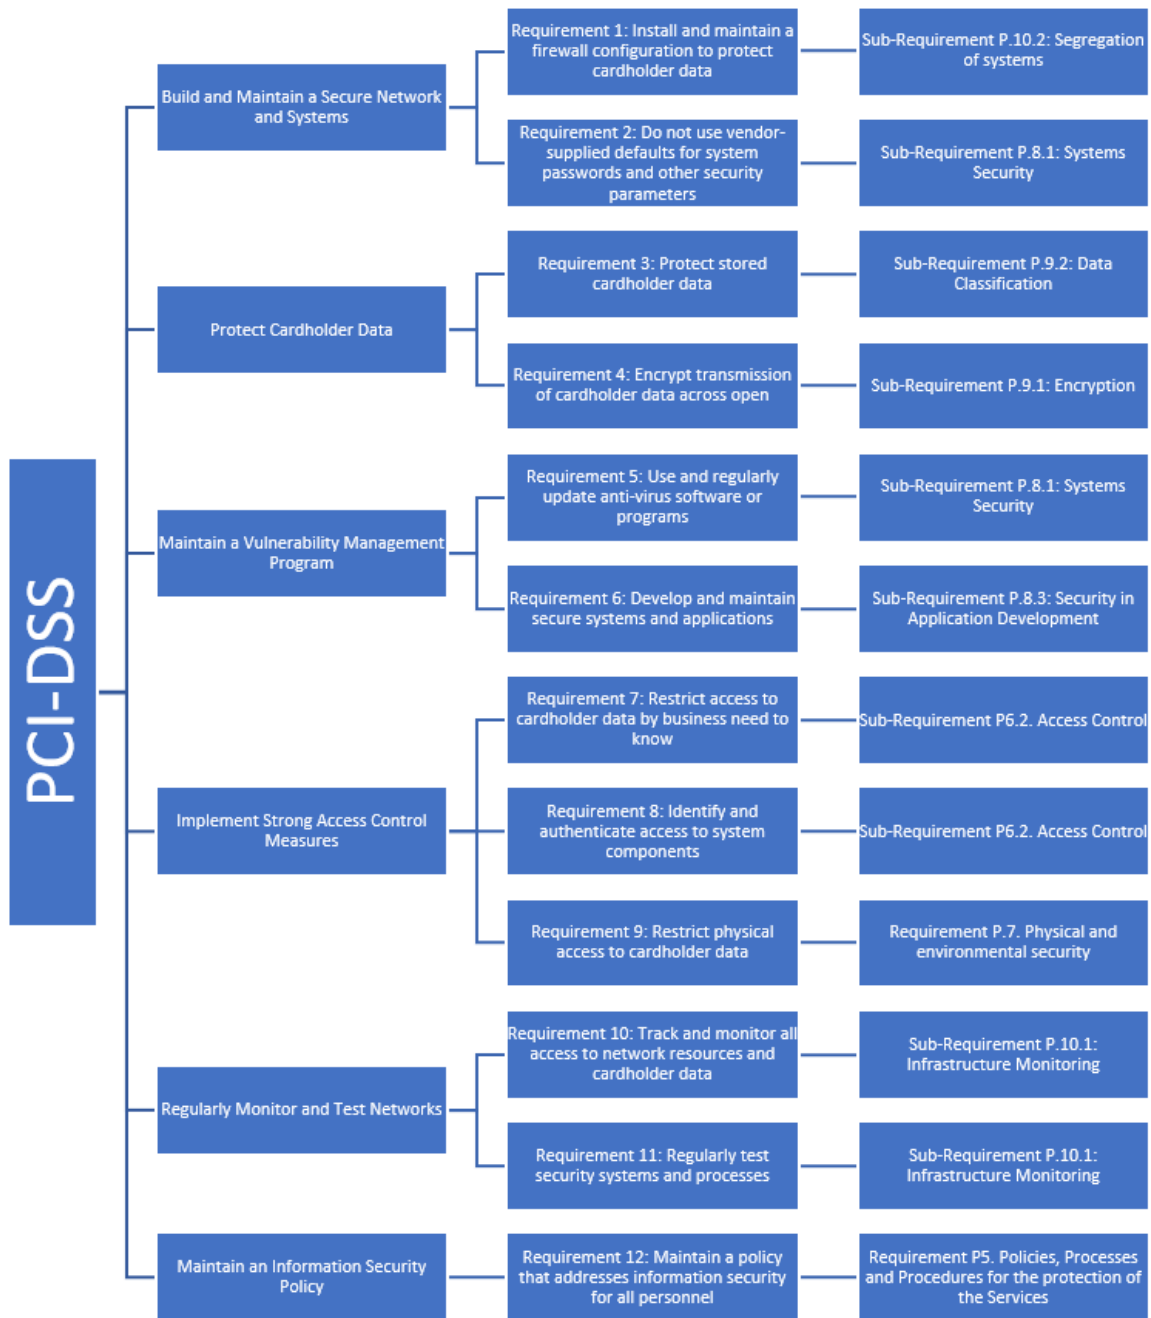 PCI-DSS
Build and Maintain a Secure Network
and Systems
Requirement 1: Install and maintain a
firewall configuration to protect
cardholder data
Sub-Requirement P.10.2: Segregation
of systems
Requirement 2: Do not use vendor-
supplied defaults for system
passwords and other security
parameters
Sub-Requirement P.8.1: Systems
Security
Protect Cardholder Data
Requirement 3: Protect stored
cardholder data
Sub-Requirement P.9.2: Data
Classification
Requirement 4: Encrypt transmission
of cardholder data across open
Sub-Requirement P.9.1: Encryption
Maintain a Vulnerability Management
Program
Requirement 5: Use and regularly
update anti-virus software or
programs
Sub-Requirement P.8.1: Systems
Security
Requirement 6: Develop and maintain
secure systems and applications
Sub-Requirement P.8.3: Security in
Application Development
Implement Strong Access Control
Measures
Requirement 7: Restrict access to
cardholder data by business need to
know
Sub-Requirement P6.2. Access Control
Requirement 8: Identify and
authenticate access to system
components
Sub-Requirement P6.2. Access Control
Requirement 9: Restrict physical
access to cardholder data
Requirement P.7. Physical and
environmental security
Regularly Monitor and Test Networks
Requirement 10: Track and monitor all
access to network resources and
cardholder data
Sub-Requirement P.10.1:
Infrastructure Monitoring
Requirement 11: Regularly test
security systems and processes
Sub-Requirement P.10.1:
Infrastructure Monitoring
Maintain an Information Security
Policy
Requirement 12: Maintain a policy
that addresses information security
for all personnel
Requirement P5. Policies, Processes
and Procedures for the protection of
the Services